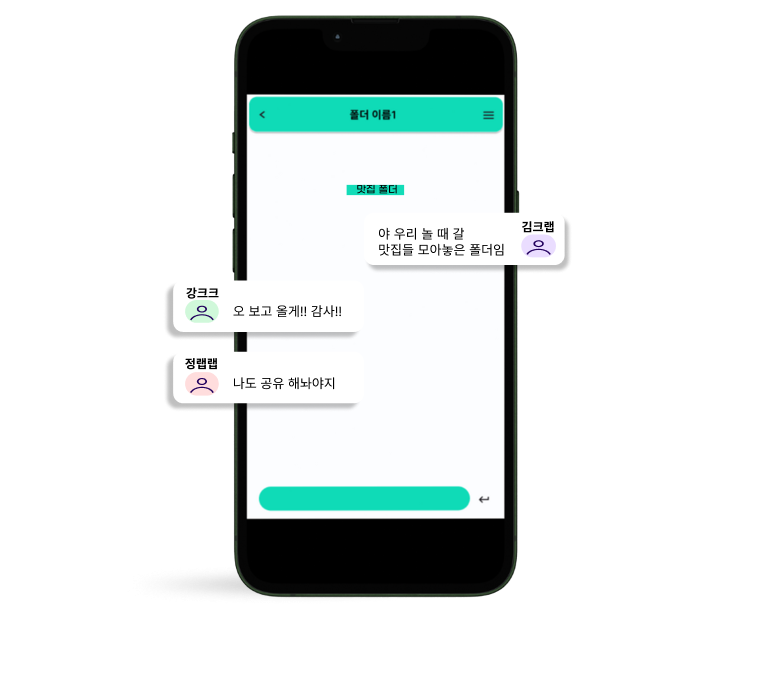 폴더 이름1
맛집 폴더
김크랩
야 우리 놀 때 갈
맛집들 모아놓은 폴더임
강크크
오 보고 올게!! 감사!!
정랩랩
나도 공유 해놔야지